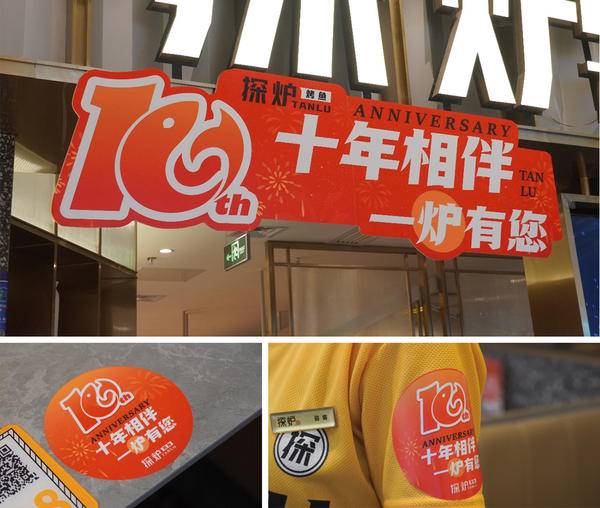 探炉 烤鱼
TANLU
10th
ANNIVERSARY
十年相伴
TAN
LU
一炉有您
10th
ANNIVERSARY
十年相伴
一炉有您
探炉
探炉
探
10th
ANNIVERSARY
十年相伴
一炉有您
探炉